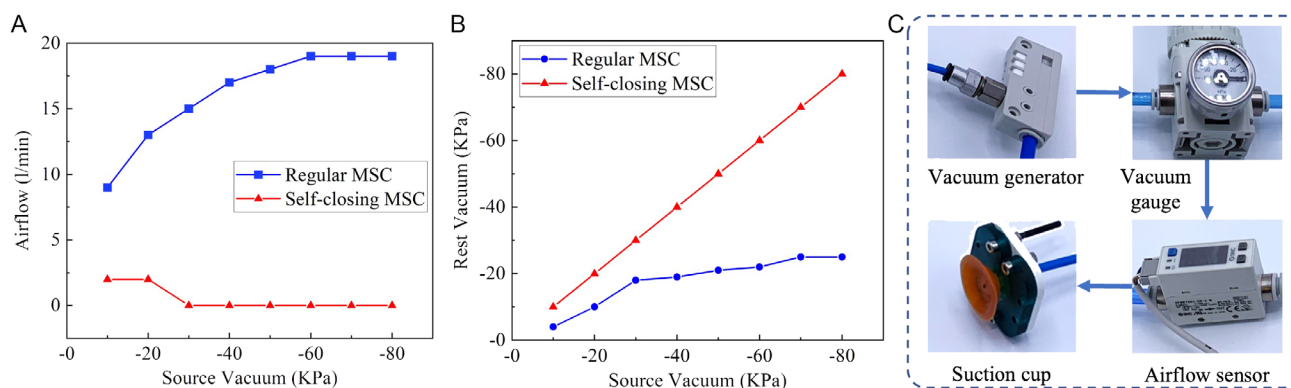 A
20
15
10
5
0
-0
-20
-40
-60
-80
Airflow (l/min)
Source Vacuum (KPa)
Regular MSC
Self-closing MSC
B
-80
-60
-40
-20
-0
-0
-20
-40
-60
-80
Rest Vacuum (KPa)
Source Vacuum (KPa)
Regular MSC
Self-closing MSC
C
Vacuum generator
Vacuum
gauge
Suction cup
Airflow sensor